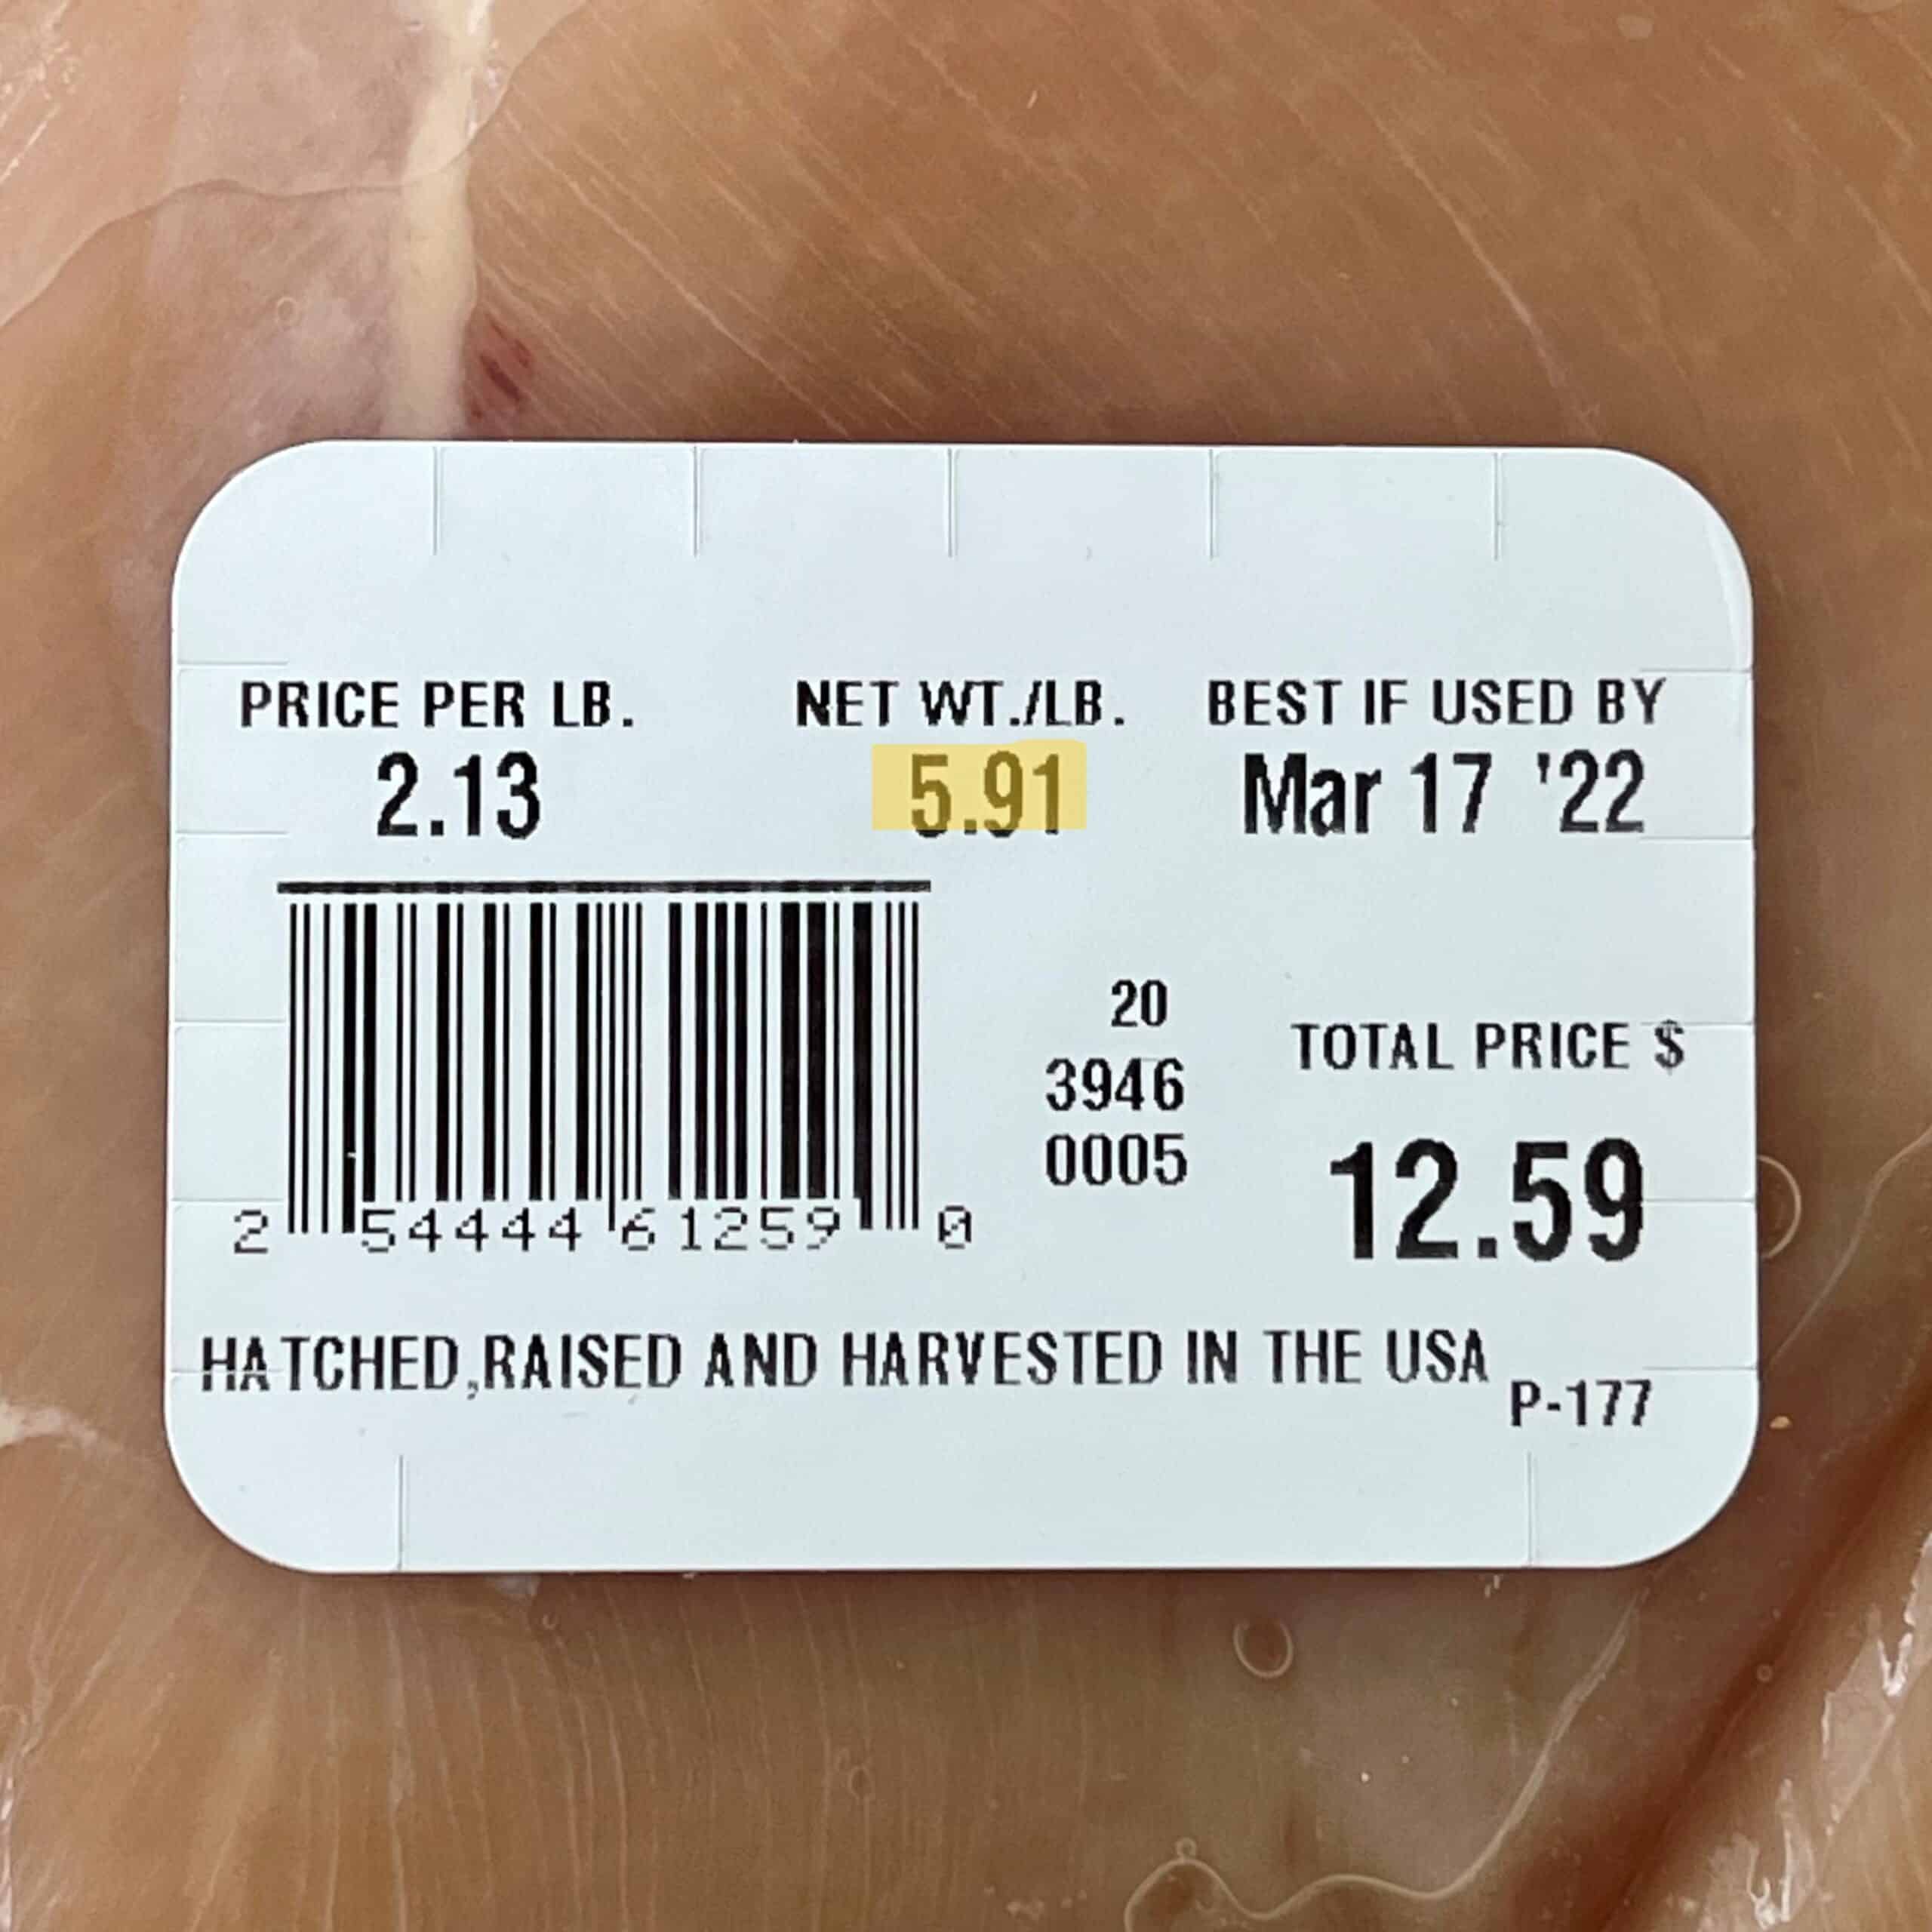 PRICE PER LB. NET WT./LB. BEST IF USED BY
2.13 5.91 Mar 17 '22
20
3946
0005
TOTAL PRICE $
12.59
2 54444 61259 0
HATCHED,RAISED AND HARVESTED IN THE USA
P-177